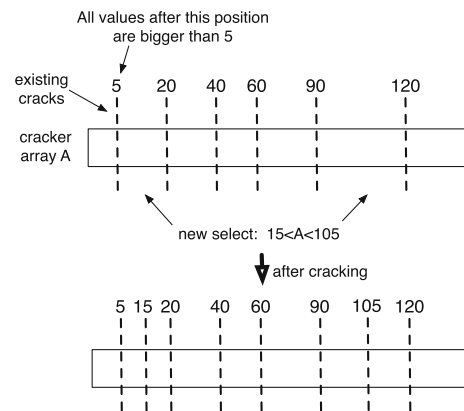 All values after this position
are bigger than 5
existing
cracks
5 20 40 60 90 120
cracker
array A
new select: 15<A<105
after cracking
5 15 20 40 60 90 105 120